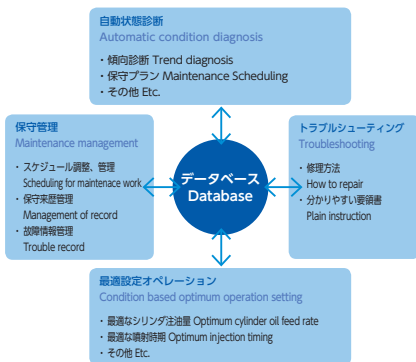 自動状態診断
Automatic condition diagnosis
・傾向診断 Trend diagnosis
・保守プラン Maintenance Scheduling
・その他 Etc.
保守管理
Maintenance management
・スケジュール調整、管理
Scheduling for maintenace work
・保守来歴管理
Management of record
・故障情報管理
Trouble record
データベース
Database
トラブルシューティング
Troubleshooting
・修理方法
How to repair
・分かりやすい要領書
Plain instruction
最適設定オペレーション
Condition based optimum operation setting
・最適なシリンダ注油量 Optimum cylinder oil feed rate
・最適な噴射時期 Optimum injection timing
・その他 Etc.